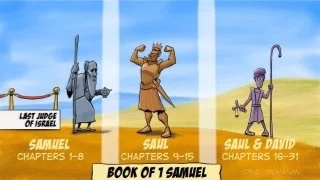 LAST JUDGE
OF ISRAEL
SAMUEL
CHAPTERS 1-8
SAUL
CHAPTERS 9-15
SAUL & DAVID
CHAPTERS 16-31
BOOK OF 1 SAMUEL